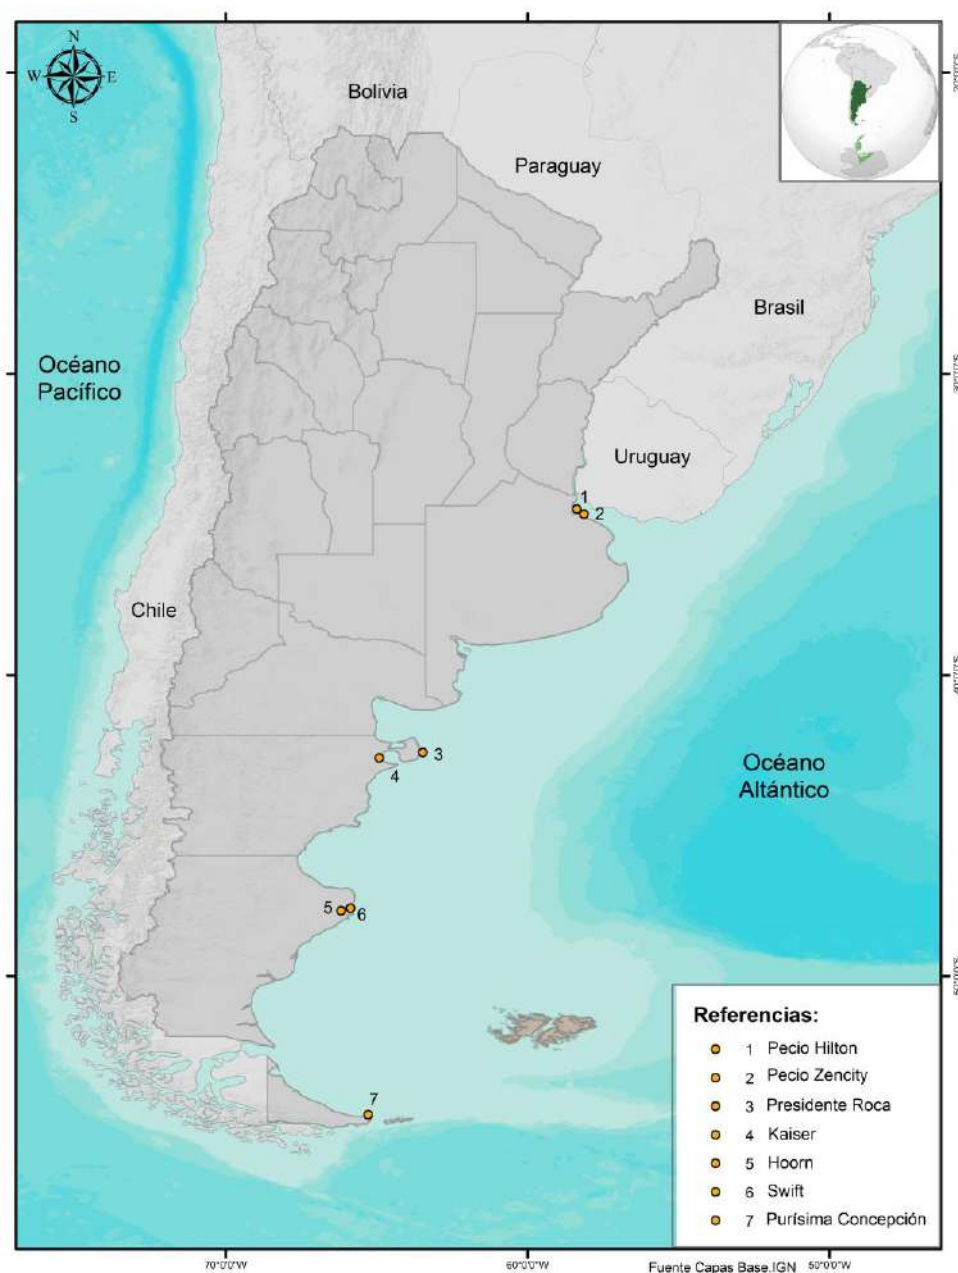 N
W E
S
Bolivia
Paraguay
Brasil
Océano
Pacífico
Uruguay
1
2
Chile
3
4
Océano
Altántico
5
6
7
Referencias:
1 Pecio Hilton
2 Pecio Zencity
3 Presidente Roca
4 Kaiser
5 Hoorn
6 Swift
7 Purísima Concepción
70°0'0"W
60°0'0"W
50°0'0"W
Fuente Capas Base.IGN